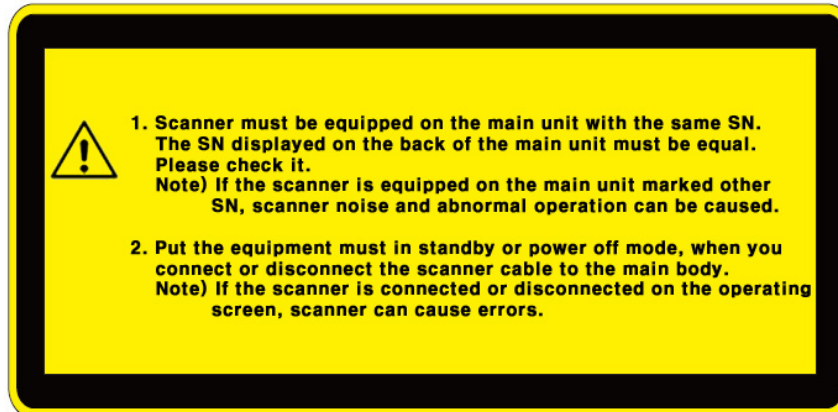 1. Scanner must be equipped on the main unit with the same SN.
The SN displayed on the back of the main unit must be equal.
Please check it.
Note) If the scanner is equipped on the main unit marked other
SN, scanner noise and abnormal operation can be caused.
2. Put the equipment must in standby or power off mode, when you
connect or disconnect the scanner cable to the main body.
Note) If the scanner is connected or disconnected on the operating
screen, scanner can cause errors.